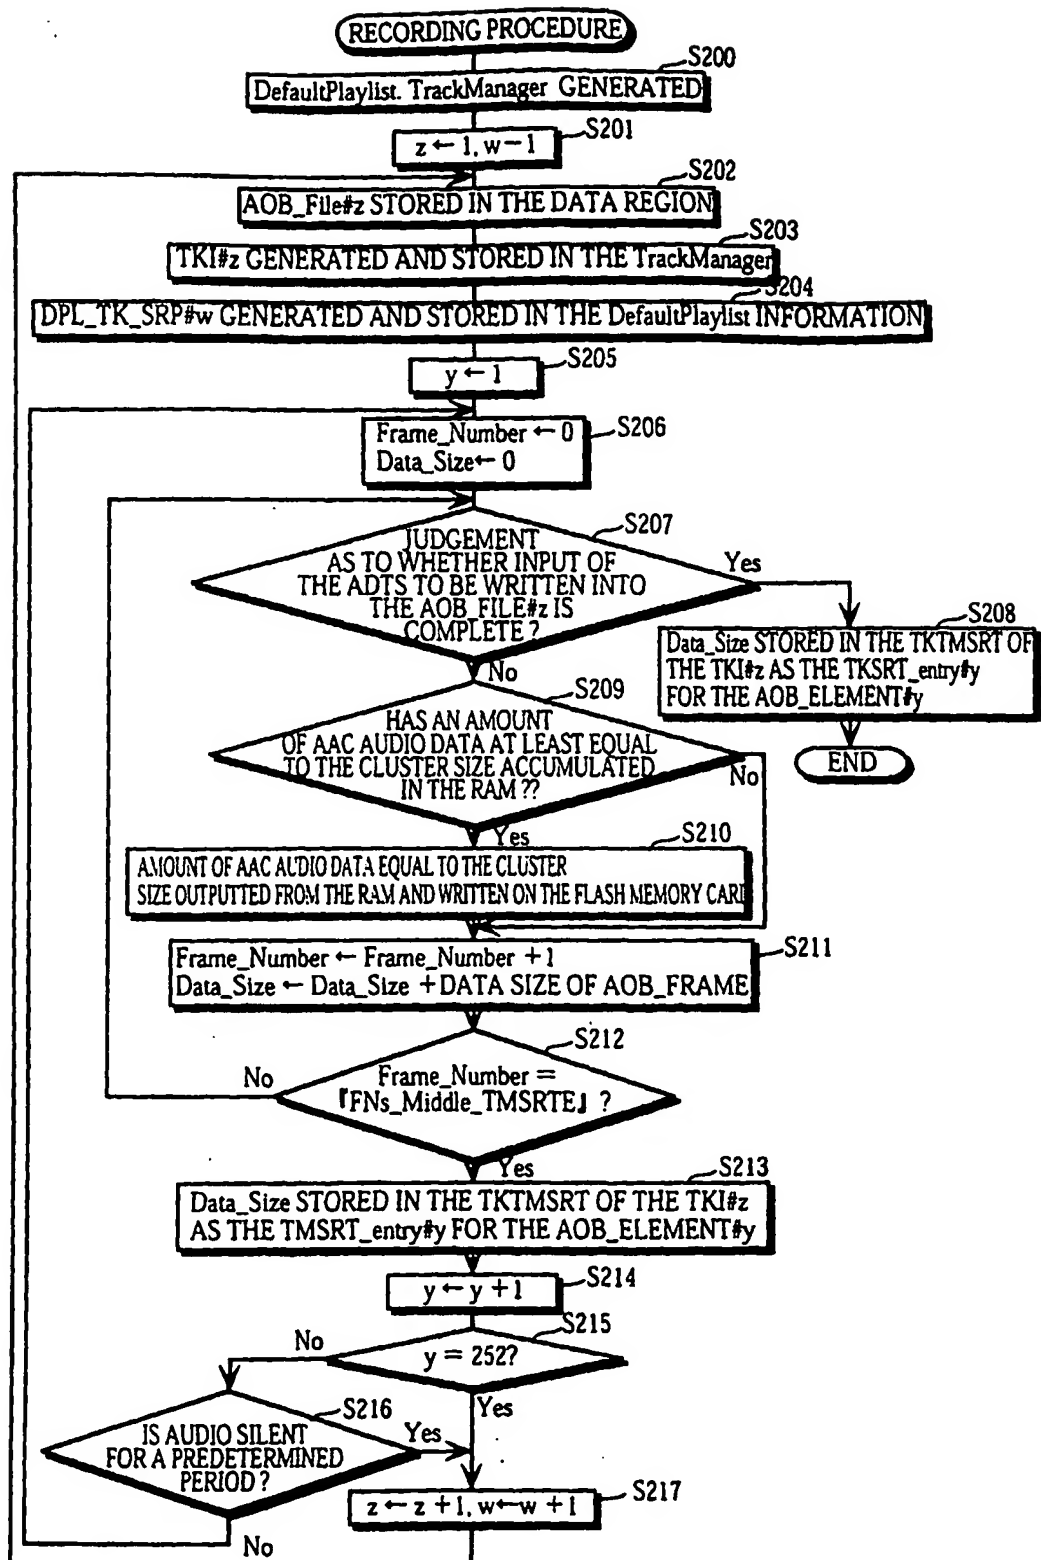 RECORDING PROCEDURE
S200
DefaultPlaylist. TrackManager GENERATED
S201
z ← 1, w — 1
S202
AOB_File#z STORED IN THE DATA REGION
S203
TKI#z GENERATED AND STORED IN THE TrackManager
S204
DPL_TK_SRP#w GENERATED AND STORED IN THE DefaultPlaylist INFORMATION
S205
y ← 1
S206
Frame_Number ← 0
Data_Size ← 0
S207
JUDGEMENT
AS TO WHETHER INPUT OF
THE ADTS TO BE WRITTEN INTO
THE AOB_FILE#z IS
COMPLETE ?
Yes
No
S208
Data_Size STORED IN THE TKTMSRT OF
THE TKI#z AS THE TKSRT_entry#y
FOR THE AOB_ELEMENT#y
END
S209
HAS AN AMOUNT
OF AAC AUDIO DATA AT LEAST EQUAL
TO THE CLUSTER SIZE ACCUMULATED
IN THE RAM ??
No
Yes
S210
AMOUNT OF AAC AUDIO DATA EQUAL TO THE CLUSTER
SIZE OUTPUTTED FROM THE RAM AND WRITTEN ON THE FLASH MEMORY CARD
S211
Frame_Number ← Frame_Number +1
Data_Size ← Data_Size + DATA SIZE OF AOB_FRAME
S212
Frame_Number =
『FNs_Middle_TMSRTE』 ?
No
Yes
S213
Data_Size STORED IN THE TKTMSRT OF THE TKI#z
AS THE TMSRT_entry#y FOR THE AOB_ELEMENT#y
S214
y ← y +1
S215
y = 252?
No
Yes
S216
IS AUDIO SILENT
FOR A PREDETERMINED
PERIOD ?
Yes
No
S217
z ← z +1, w ← w +1